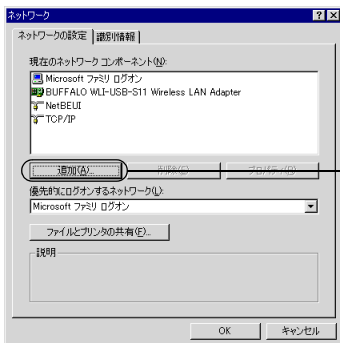 ネットワーク
ネットワークの設定 識別情報
現在のネットワーク コンポーネント(N):
Microsoft ファミリ ログオン
BUFFALO WLI-USB-S11 Wireless LAN Adapter
NetBEUI
TCP/IP
追加(A)... 削除(E) プロパティ(R)
優先的にログオンするネットワーク(L):
Microsoft ファミリ ログオン
ファイルとプリンタの共有(F)...
説明
OK キャンセル